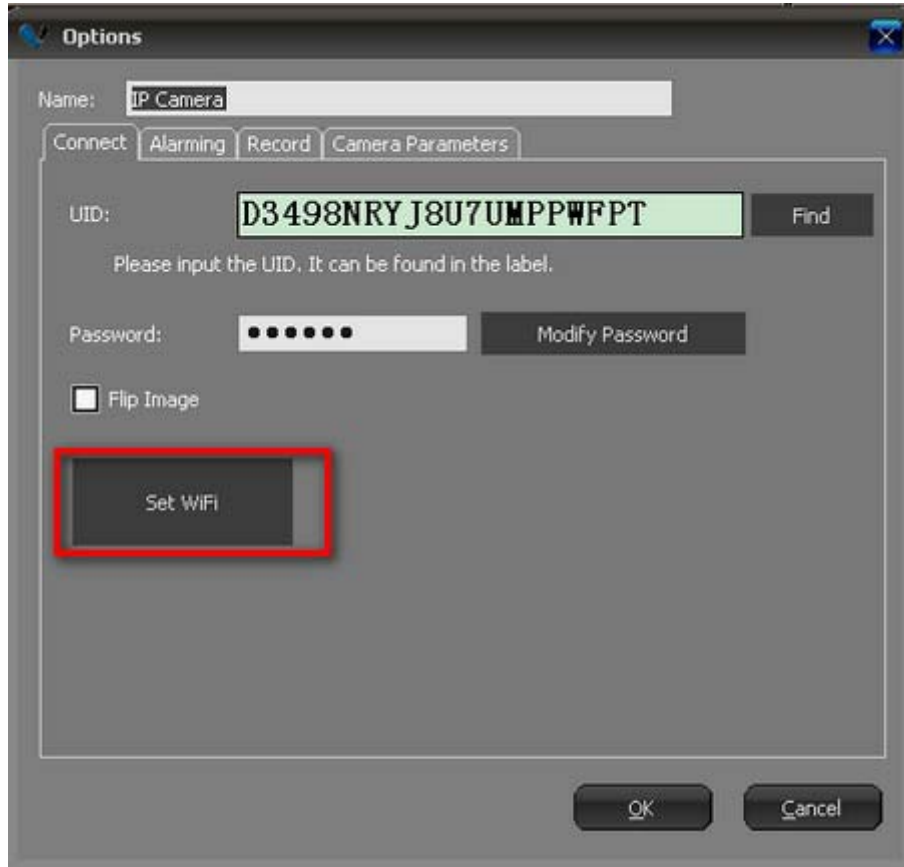 Options
Name: IP Camera
Connect Alarming Record Camera Parameters
UID: D3498NRYJ8U7UMPPWFPT Find
Please input the UID. It can be found in the label.
Password: ●●●●●● Modify Password
Flip Image
Set WiFi
OK Cancel